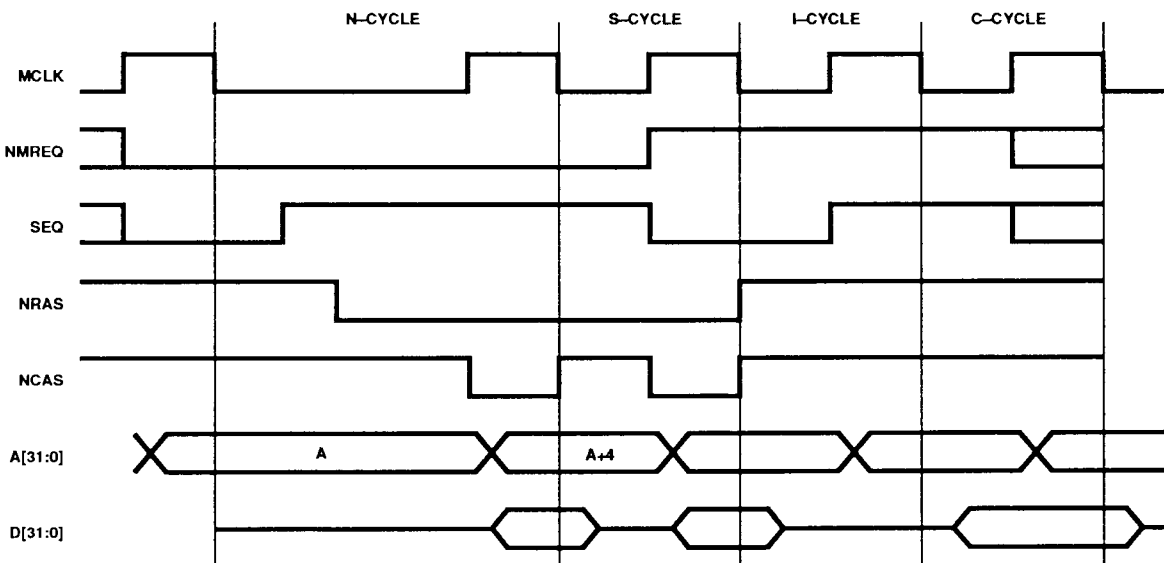 N–CYCLE S–CYCLE I–CYCLE C–CYCLE
MCLK
NMREQ
SEQ
NRAS
NCAS
A[31:0] A A+4
D[31:0]